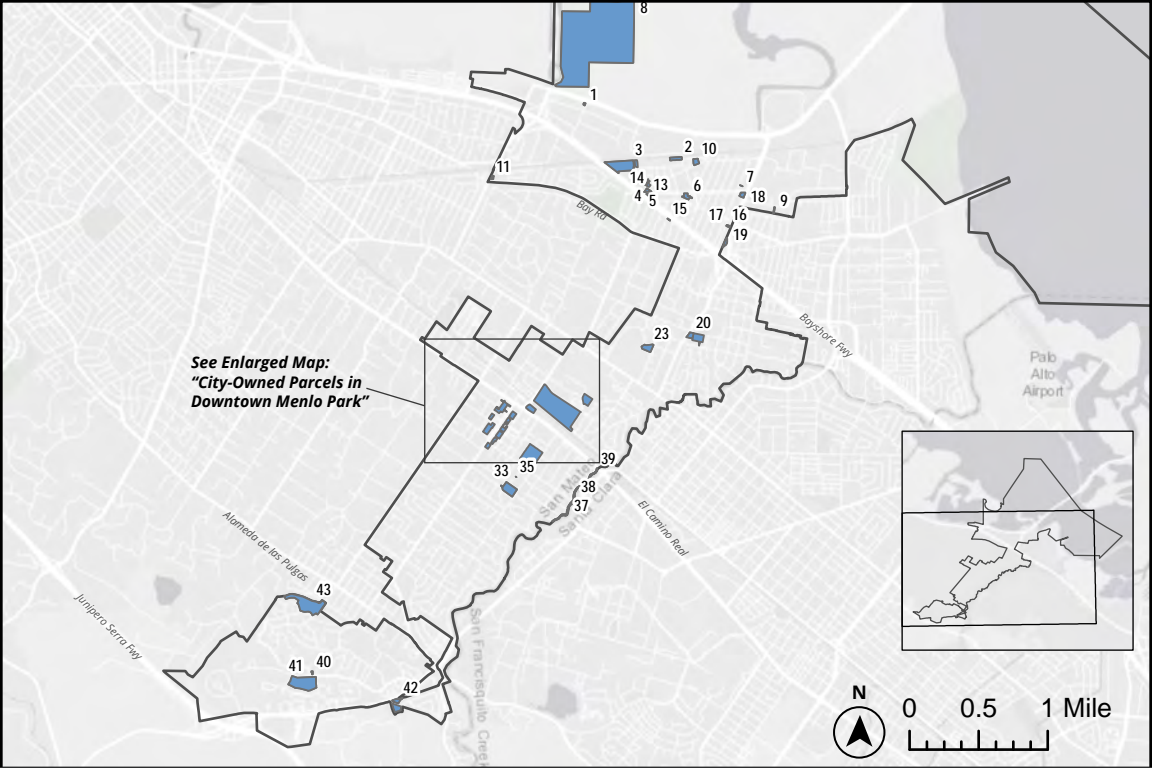 8
1
3
2
10
11
14
13
6
7
4
5
18
9
15
17
16
19
Bay Rd
23
20
Bayshore Fwy
See Enlarged Map:
“City-Owned Parcels in
Downtown Menlo Park”
Palo
Alto
Airport
33
35
39
38
37
San Mateo
Santa Clara
El Camino Real
Alameda de las Pulgas
43
Junipero Serra Fwy
San Francisquito Creek
41
40
42
N
0 0.5 1 Mile